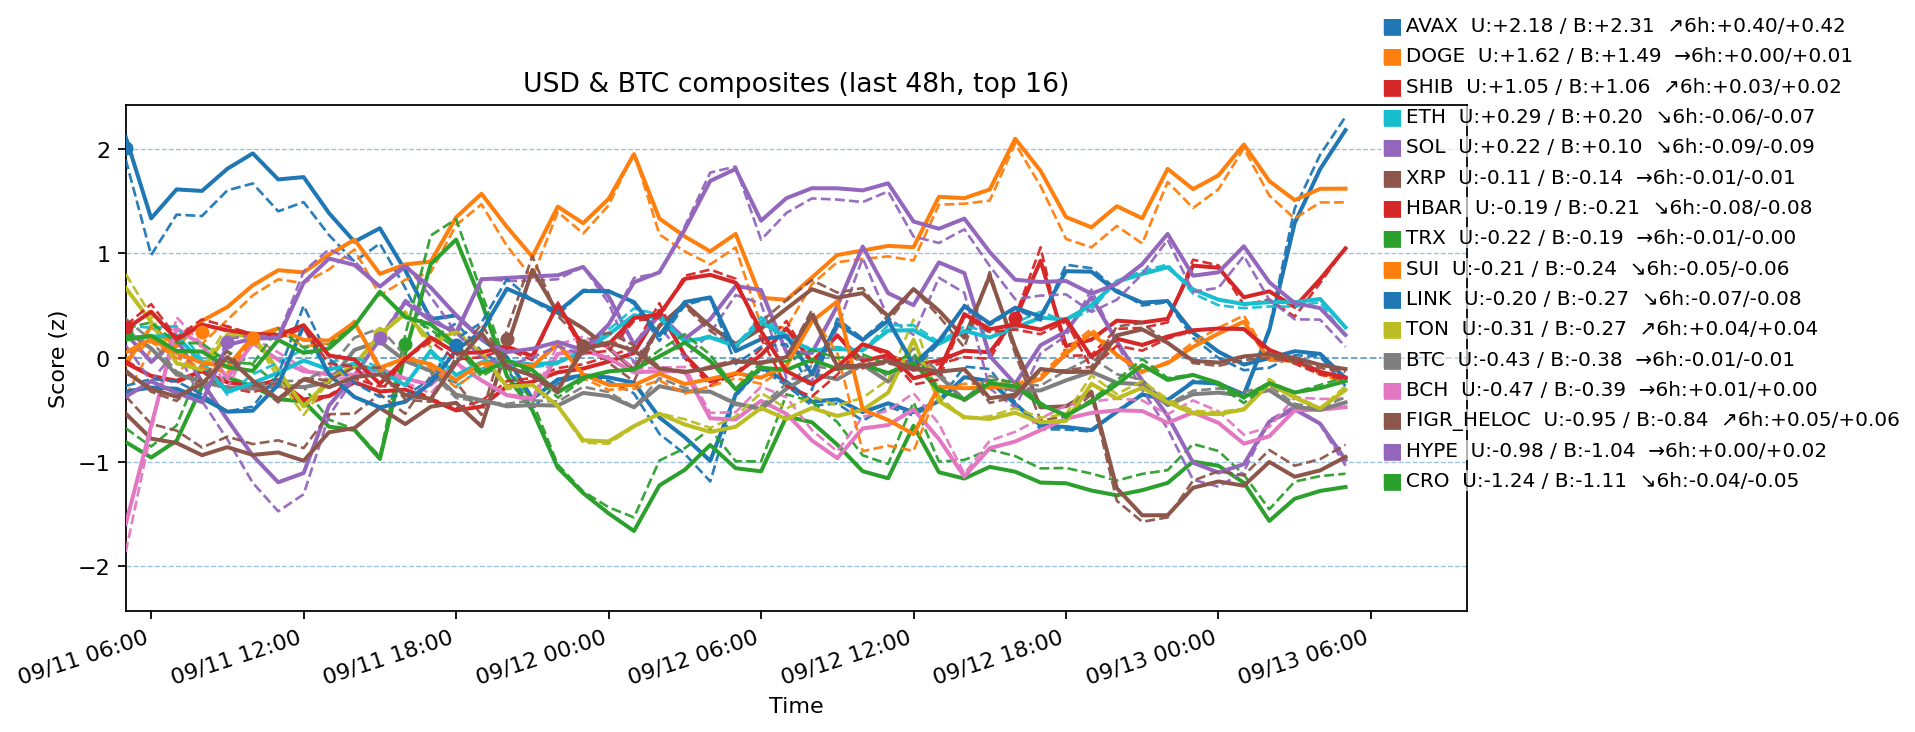 AVAX  U:+2.18 / B:+2.31  ↗6h:+0.40/+0.42
DOGE  U:+1.62 / B:+1.49  →6h:+0.00/+0.01
SHIB  U:+1.05 / B:+1.06  ↗6h:+0.03/+0.02
ETH  U:+0.29 / B:+0.20  ↘6h:-0.06/-0.07
SOL  U:+0.22 / B:+0.10  ↘6h:-0.09/-0.09
XRP  U:-0.11 / B:-0.14  →6h:-0.01/-0.01
HBAR  U:-0.19 / B:-0.21  ↘6h:-0.08/-0.08
TRX  U:-0.22 / B:-0.19  →6h:-0.01/-0.00
SUI  U:-0.21 / B:-0.24  ↘6h:-0.05/-0.06
LINK  U:-0.20 / B:-0.27  ↘6h:-0.07/-0.08
TON  U:-0.31 / B:-0.27  ↗6h:+0.04/+0.04
BTC  U:-0.43 / B:-0.38  →6h:-0.01/-0.01
BCH  U:-0.47 / B:-0.39  →6h:+0.01/+0.00
FIGR_HELOC  U:-0.95 / B:-0.84  ↗6h:+0.05/+0.06
HYPE  U:-0.98 / B:-1.04  →6h:+0.00/+0.02
CRO  U:-1.24 / B:-1.11  ↘6h:-0.04/-0.05
USD & BTC composites (last 48h, top 16)
Score (z)
2
1
0
−1
−2
09/11 06:00
09/11 12:00
09/11 18:00
09/12 00:00
09/12 06:00
09/12 12:00
09/12 18:00
09/13 00:00
09/13 06:00
Time